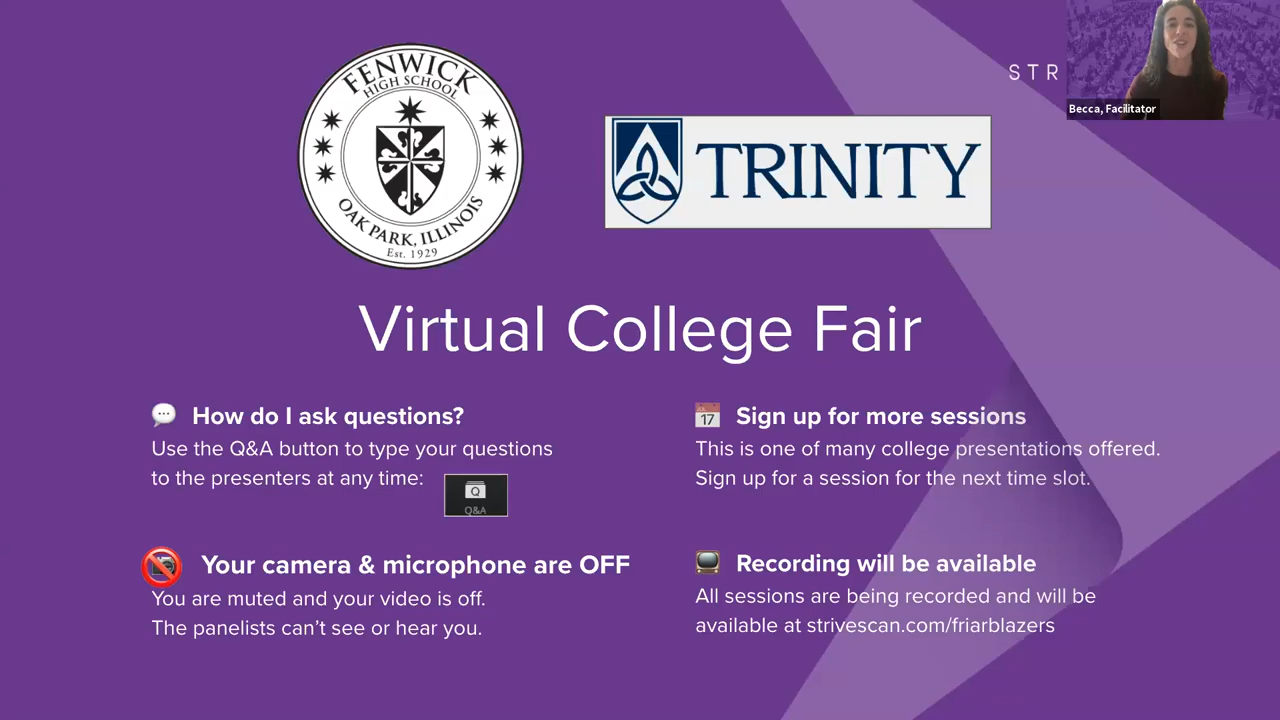 FENWICK
HIGH SCHOOL
OAK PARK, ILLINOIS
Est. 1929
TRINITY
STR
Becca, Facilitator
Virtual College Fair
How do I ask questions?
Use the Q&A button to type your questions
to the presenters at any time:
Q
Q&A
17
Sign up for more sessions
This is one of many college presentations offered.
Sign up for a session for the next time slot.
Your camera & microphone are OFF
You are muted and your video is off.
The panelists can’t see or hear you.
Recording will be available
All sessions are being recorded and will be
available at strivescan.com/friarblazers